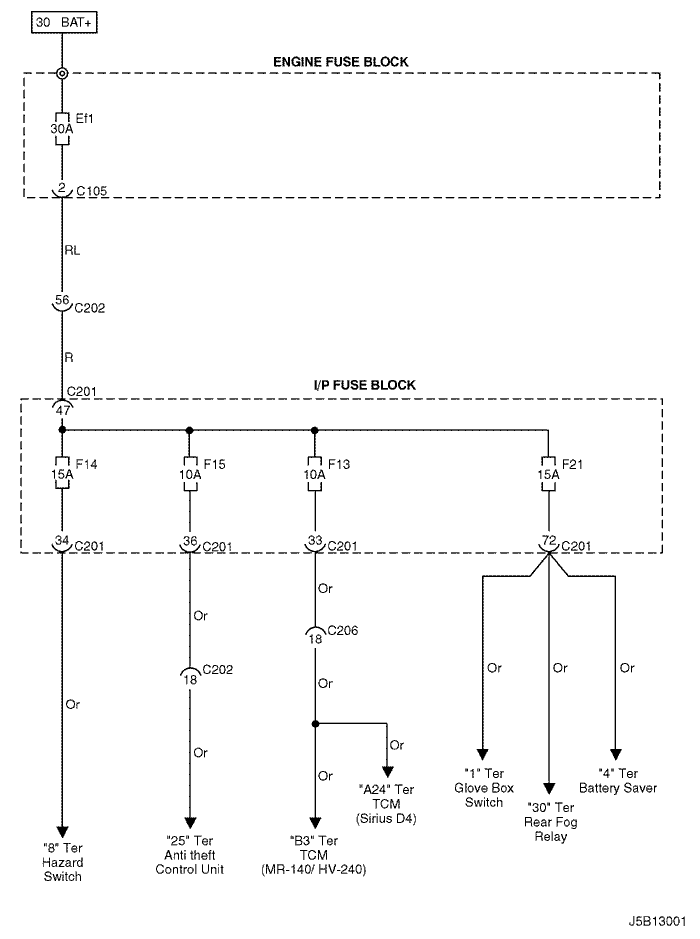 30 BAT+
ENGINE FUSE BLOCK
Ef1
30A
2 C105
RL
56 C202
R
C201
I/P FUSE BLOCK
47
F14 F15 F13 F21
15A 10A 10A 15A
34 C201 36 C201 33 C201 72 C201
Or Or
C206
18
Or Or Or
C202
18
Or
Or
Or Or
Or
"1" Ter
Glove Box
Switch
"4" Ter
Battery Saver
"A24" Ter
TCM
(Sirius D4)
"30" Ter
Rear Fog
Relay
"8" Ter
Hazard
Switch
"25" Ter
Anti theft
Control Unit
"B3" Ter
TCM
(MR-140/ HV-240)
J5B13001